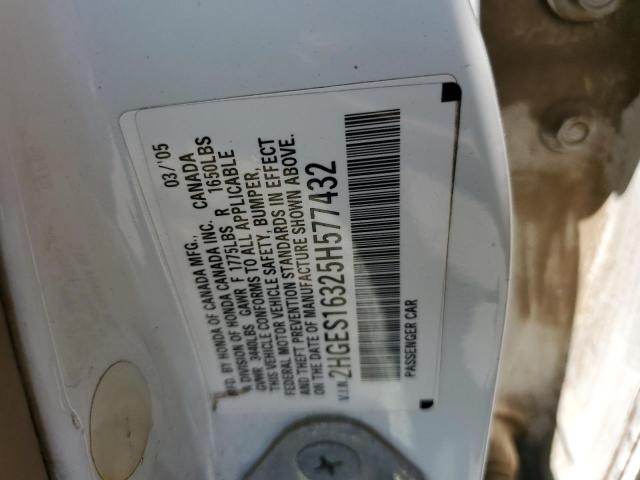 MFD. BY HONDA OF CANADA MFG., CANADA 03/'05
A DIVISION OF HONDA CANADA INC.
GVWR 3440LBS GAWR F 1775LBS R 1650LBS
THIS VEHICLE CONFORMS TO ALL APPLICABLE
FEDERAL MOTOR VEHICLE SAFETY, BUMPER,
AND THEFT PREVENTION STANDARDS IN EFFECT
ON THE DATE OF MANUFACTURE SHOWN ABOVE.
V.I.N. 2HGES16325H577432
PASSENGER CAR